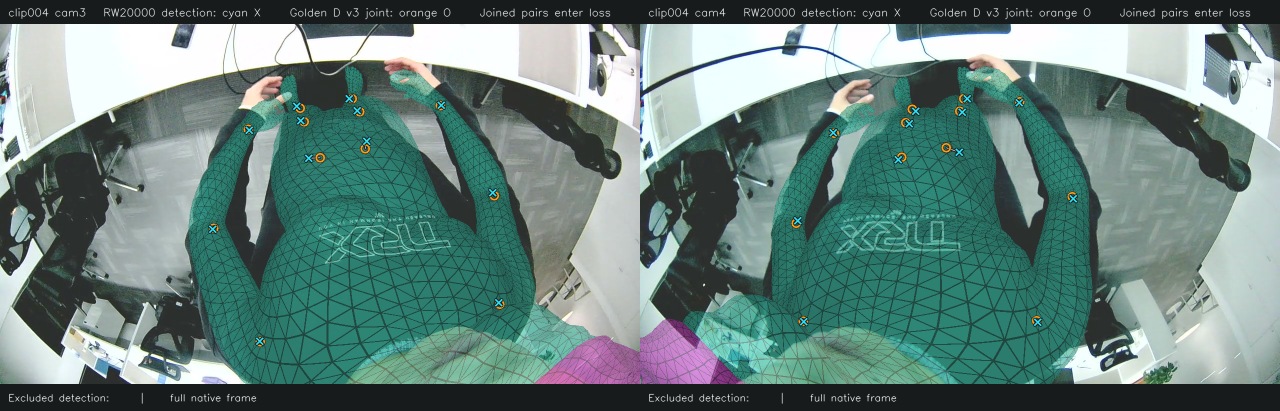 clip004 cam3 RW20000 detection: cyan X Golden D v3 joint: orange O Joined pairs enter loss
clip004 cam4 RW20000 detection: cyan X Golden D v3 joint: orange O Joined pairs enter loss
TRX
TRX
Excluded detection: | full native frame
Excluded detection: | full native frame